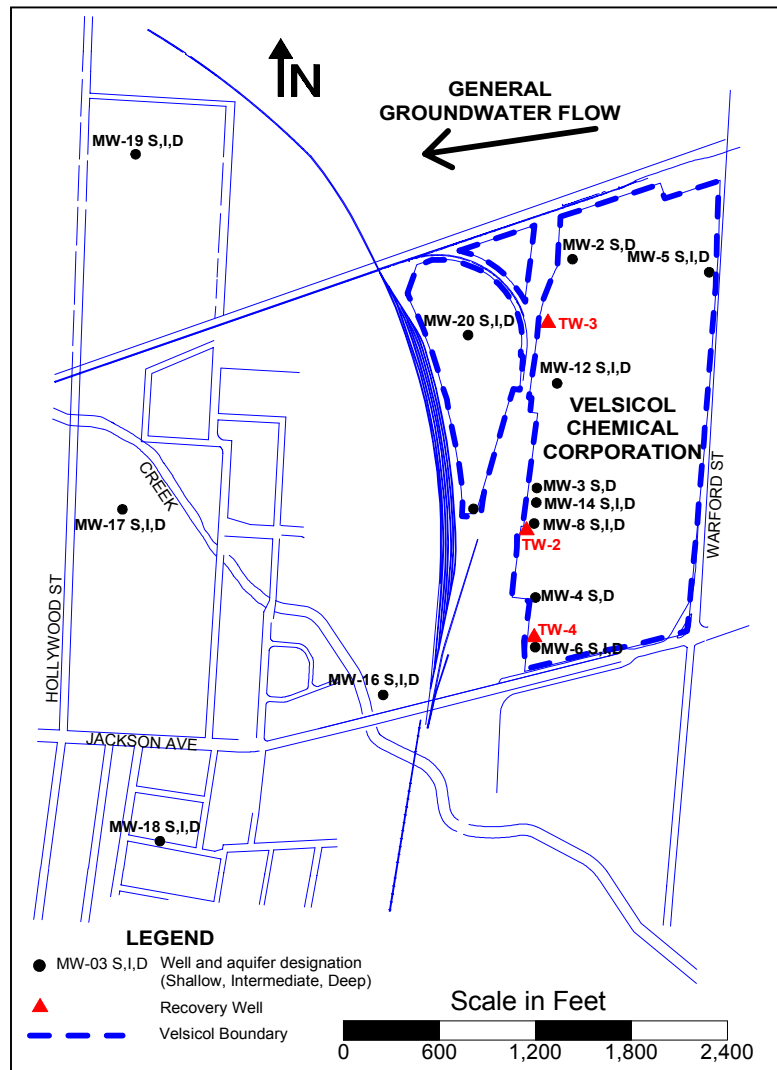 N
GENERAL
GROUNDWATER FLOW
MW-19 S,I,D
MW-2 S,D
MW-5 S,I,D
TW-3
MW-20 S,I,D
MW-12 S,I,D
VELSICOL
CHEMICAL
CORPORATION
WARFORD ST
CREEK
MW-3 S,D
MW-14 S,I,D
MW-17 S,I,D
MW-8 S,I,D
TW-2
HOLLYWOOD ST
MW-4 S,D
TW-4
MW-6 S,I,D
MW-16 S,I,D
JACKSON AVE
MW-18 S,I,D
LEGEND
MW-03 S,I,D Well and aquifer designation
(Shallow, Intermediate, Deep)
Recovery Well
Velsicol Boundary
Scale in Feet
0 600 1,200 1,800 2,400